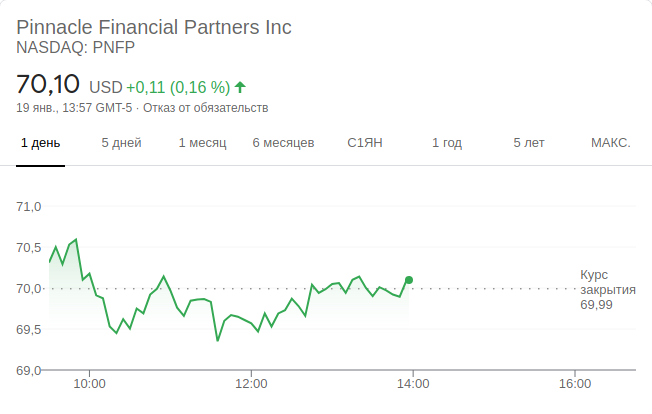 Pinnacle Financial Partners Inc
NASDAQ: PNFP
70,10 USD +0,11 (0,16 %)
19 янв., 13:57 GMT-5 · Отказ от обязательств
1 день 5 дней 1 месяц 6 месяцев С1ЯН 1 год 5 лет МАКС.
71,0
70,5
70,0
69,5
69,0
Курс
закрытия
69,99
10:00 12:00 14:00 16:00